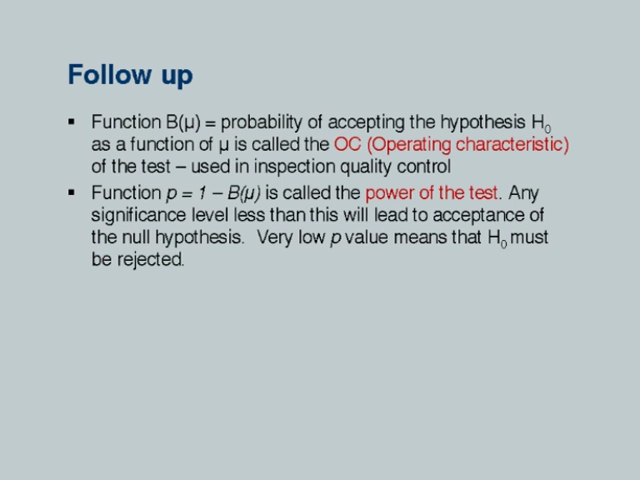 Follow up
▪ Function B(µ) = probability of accepting the hypothesis H0
as a function of µ is called the OC (Operating characteristic)
of the test – used in inspection quality control
▪ Function p = 1 – B(µ) is called the power of the test. Any
significance level less than this will lead to acceptance of
the null hypothesis. Very low p value means that H0 must
be rejected.